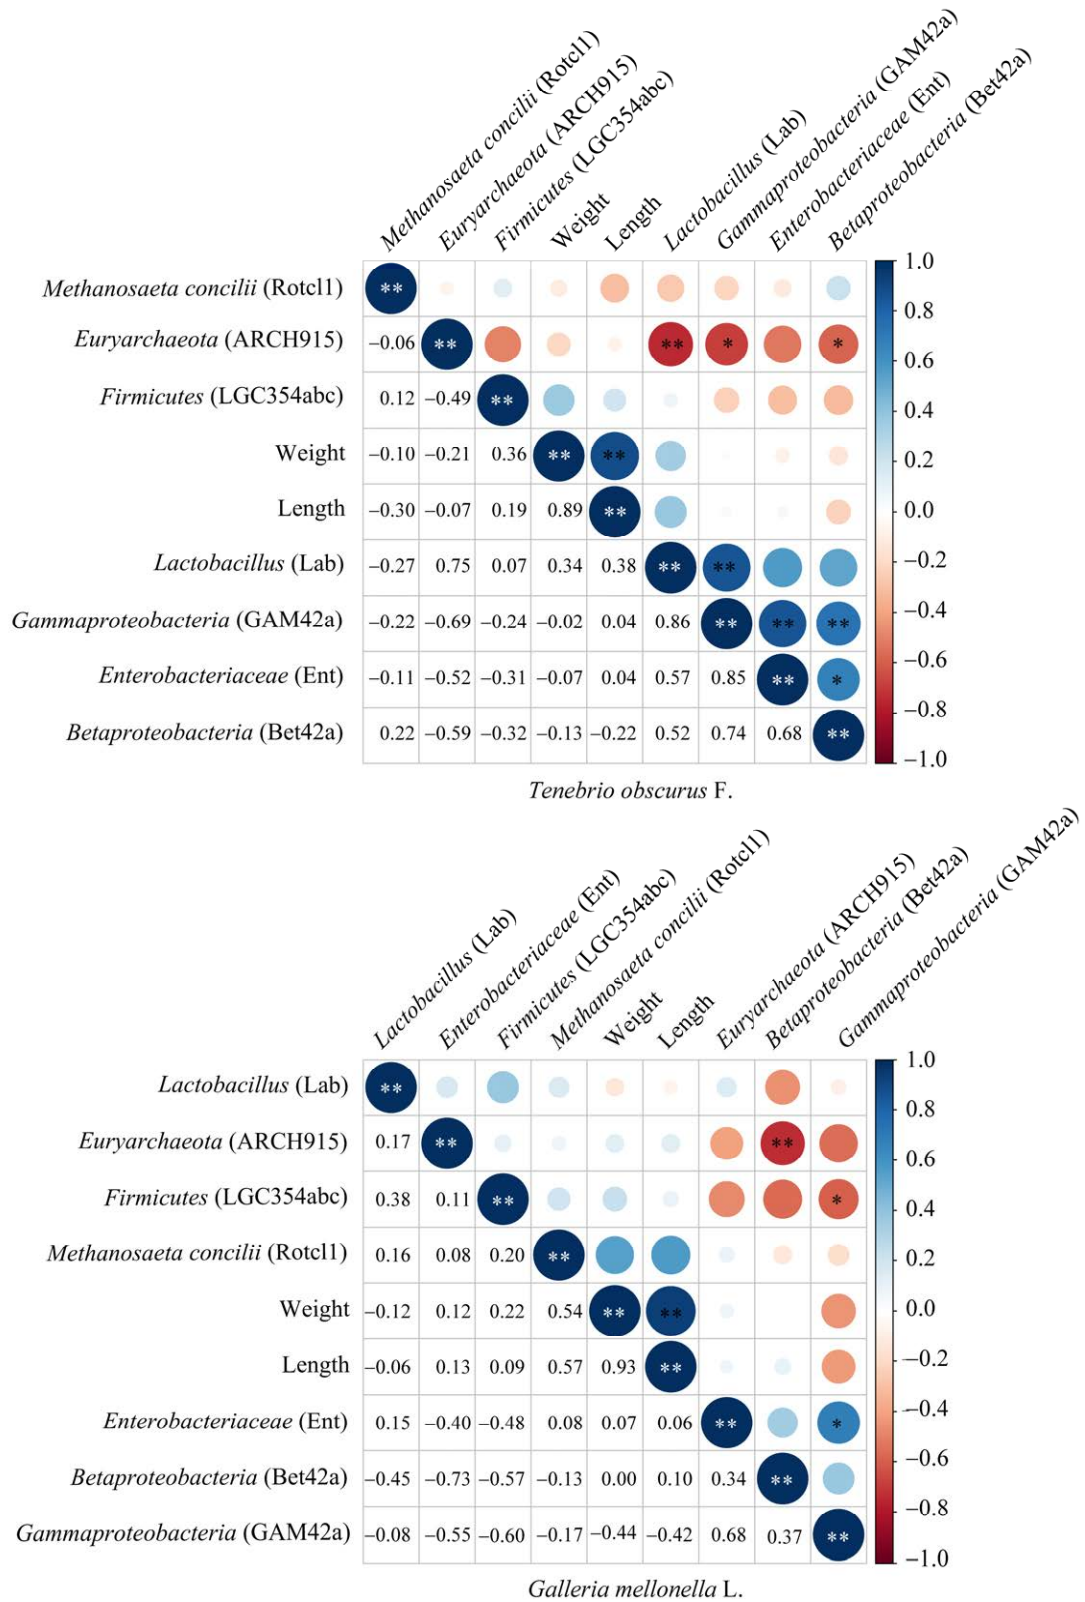 Methanosaeta concilii (Rotcl1)
Euryarchaeota (ARCH915)
Firmicutes (LGC354abc)
Weight
Length
Lactobacillus (Lab)
Gammaproteobacteria (GAM42a)
Enterobacteriaceae (Ent)
Betaproteobacteria (Bet42a)
Methanosaeta concilii (Rotcl1) ** 1.0
0.8
Euryarchaeota (ARCH915) −0.06 ** ** * * 0.6
Firmicutes (LGC354abc) 0.12 −0.49 ** 0.4
Weight −0.10 −0.21 0.36 ** ** 0.2
Length −0.30 −0.07 0.19 0.89 ** 0.0
Lactobacillus (Lab) −0.27 0.75 0.07 0.34 0.38 ** ** −0.2
Gammaproteobacteria (GAM42a) −0.22 −0.69 −0.24 −0.02 0.04 0.86 ** ** ** −0.4
Enterobacteriaceae (Ent) −0.11 −0.52 −0.31 −0.07 0.04 0.57 0.85 ** * −0.6
−0.8
Betaproteobacteria (Bet42a) 0.22 −0.59 −0.32 −0.13 −0.22 0.52 0.74 0.68 ** −1.0
Tenebrio obscurus F.
Lactobacillus (Lab)
Enterobacteriaceae (Ent)
Firmicutes (LGC354abc)
Methanosaeta concilii (Rotcl1)
Weight
Length
Euryarchaeota (ARCH915)
Betaproteobacteria (Bet42a)
Gammaproteobacteria (GAM42a)
Lactobacillus (Lab) ** 1.0
0.8
Euryarchaeota (ARCH915) 0.17 ** ** 0.6
Firmicutes (LGC354abc) 0.38 0.11 ** * 0.4
Methanosaeta concilii (Rotcl1) 0.16 0.08 0.20 ** 0.2
Weight −0.12 0.12 0.22 0.54 ** ** 0.0
Length −0.06 0.13 0.09 0.57 0.93 ** −0.2
Enterobacteriaceae (Ent) 0.15 −0.40 −0.48 0.08 0.07 0.06 ** * −0.4
Betaproteobacteria (Bet42a) −0.45 −0.73 −0.57 −0.13 0.00 0.10 0.34 ** −0.6
−0.8
Gammaproteobacteria (GAM42a) −0.08 −0.55 −0.60 −0.17 −0.44 −0.42 0.68 0.37 ** −1.0
Galleria mellonella L.